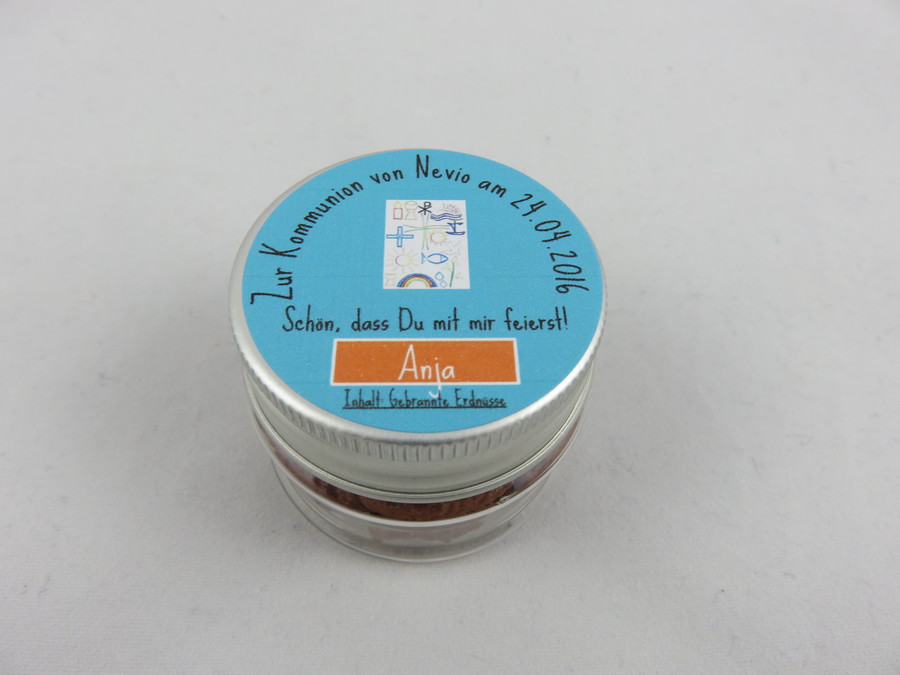 Zur Kommunion von Nevio am 24.04.2016
Schön, dass Du mit mir feierst!
Anja
Inhalt: Gebrannte Erdnüsse